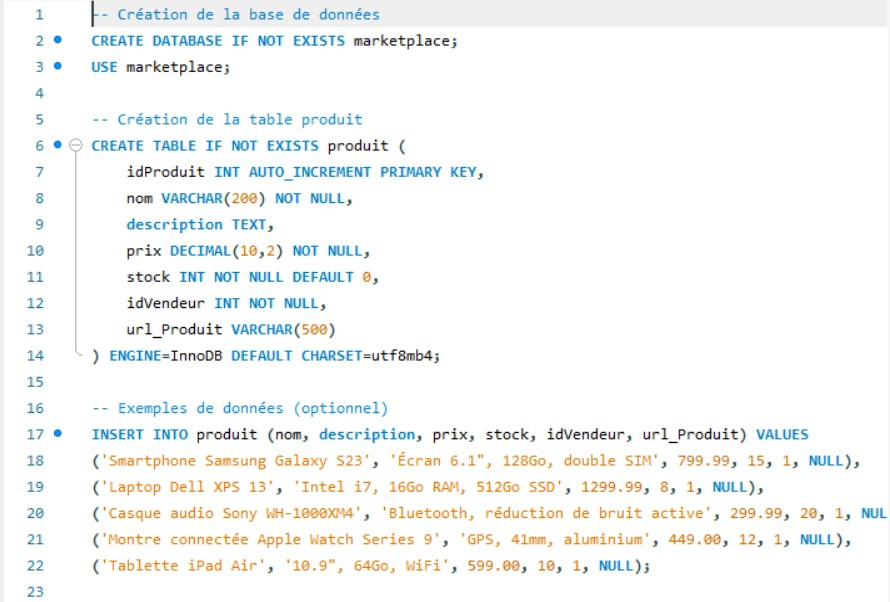 1 -- Création de la base de données
2 CREATE DATABASE IF NOT EXISTS marketplace;
3 USE marketplace;
4
5 -- Création de la table produit
6 CREATE TABLE IF NOT EXISTS produit (
7 idProduit INT AUTO_INCREMENT PRIMARY KEY,
8 nom VARCHAR(200) NOT NULL,
9 description TEXT,
10 prix DECIMAL(10,2) NOT NULL,
11 stock INT NOT NULL DEFAULT 0,
12 idVendeur INT NOT NULL,
13 url_Produit VARCHAR(500)
14 ) ENGINE=InnoDB DEFAULT CHARSET=utf8mb4;
15
16 -- Exemples de données (optionnel)
17 INSERT INTO produit (nom, description, prix, stock, idVendeur, url_Produit) VALUES
18 ('Smartphone Samsung Galaxy S23', 'Écran 6.1", 128Go, double SIM', 799.99, 15, 1, NULL),
19 ('Laptop Dell XPS 13', 'Intel i7, 16Go RAM, 512Go SSD', 1299.99, 8, 1, NULL),
20 ('Casque audio Sony WH-1000XM4', 'Bluetooth, réduction de bruit active', 299.99, 20, 1, NUL
21 ('Montre connectée Apple Watch Series 9', 'GPS, 41mm, aluminium', 449.00, 12, 1, NULL),
22 ('Tablette iPad Air', '10.9", 64Go, WiFi', 599.00, 10, 1, NULL);
23